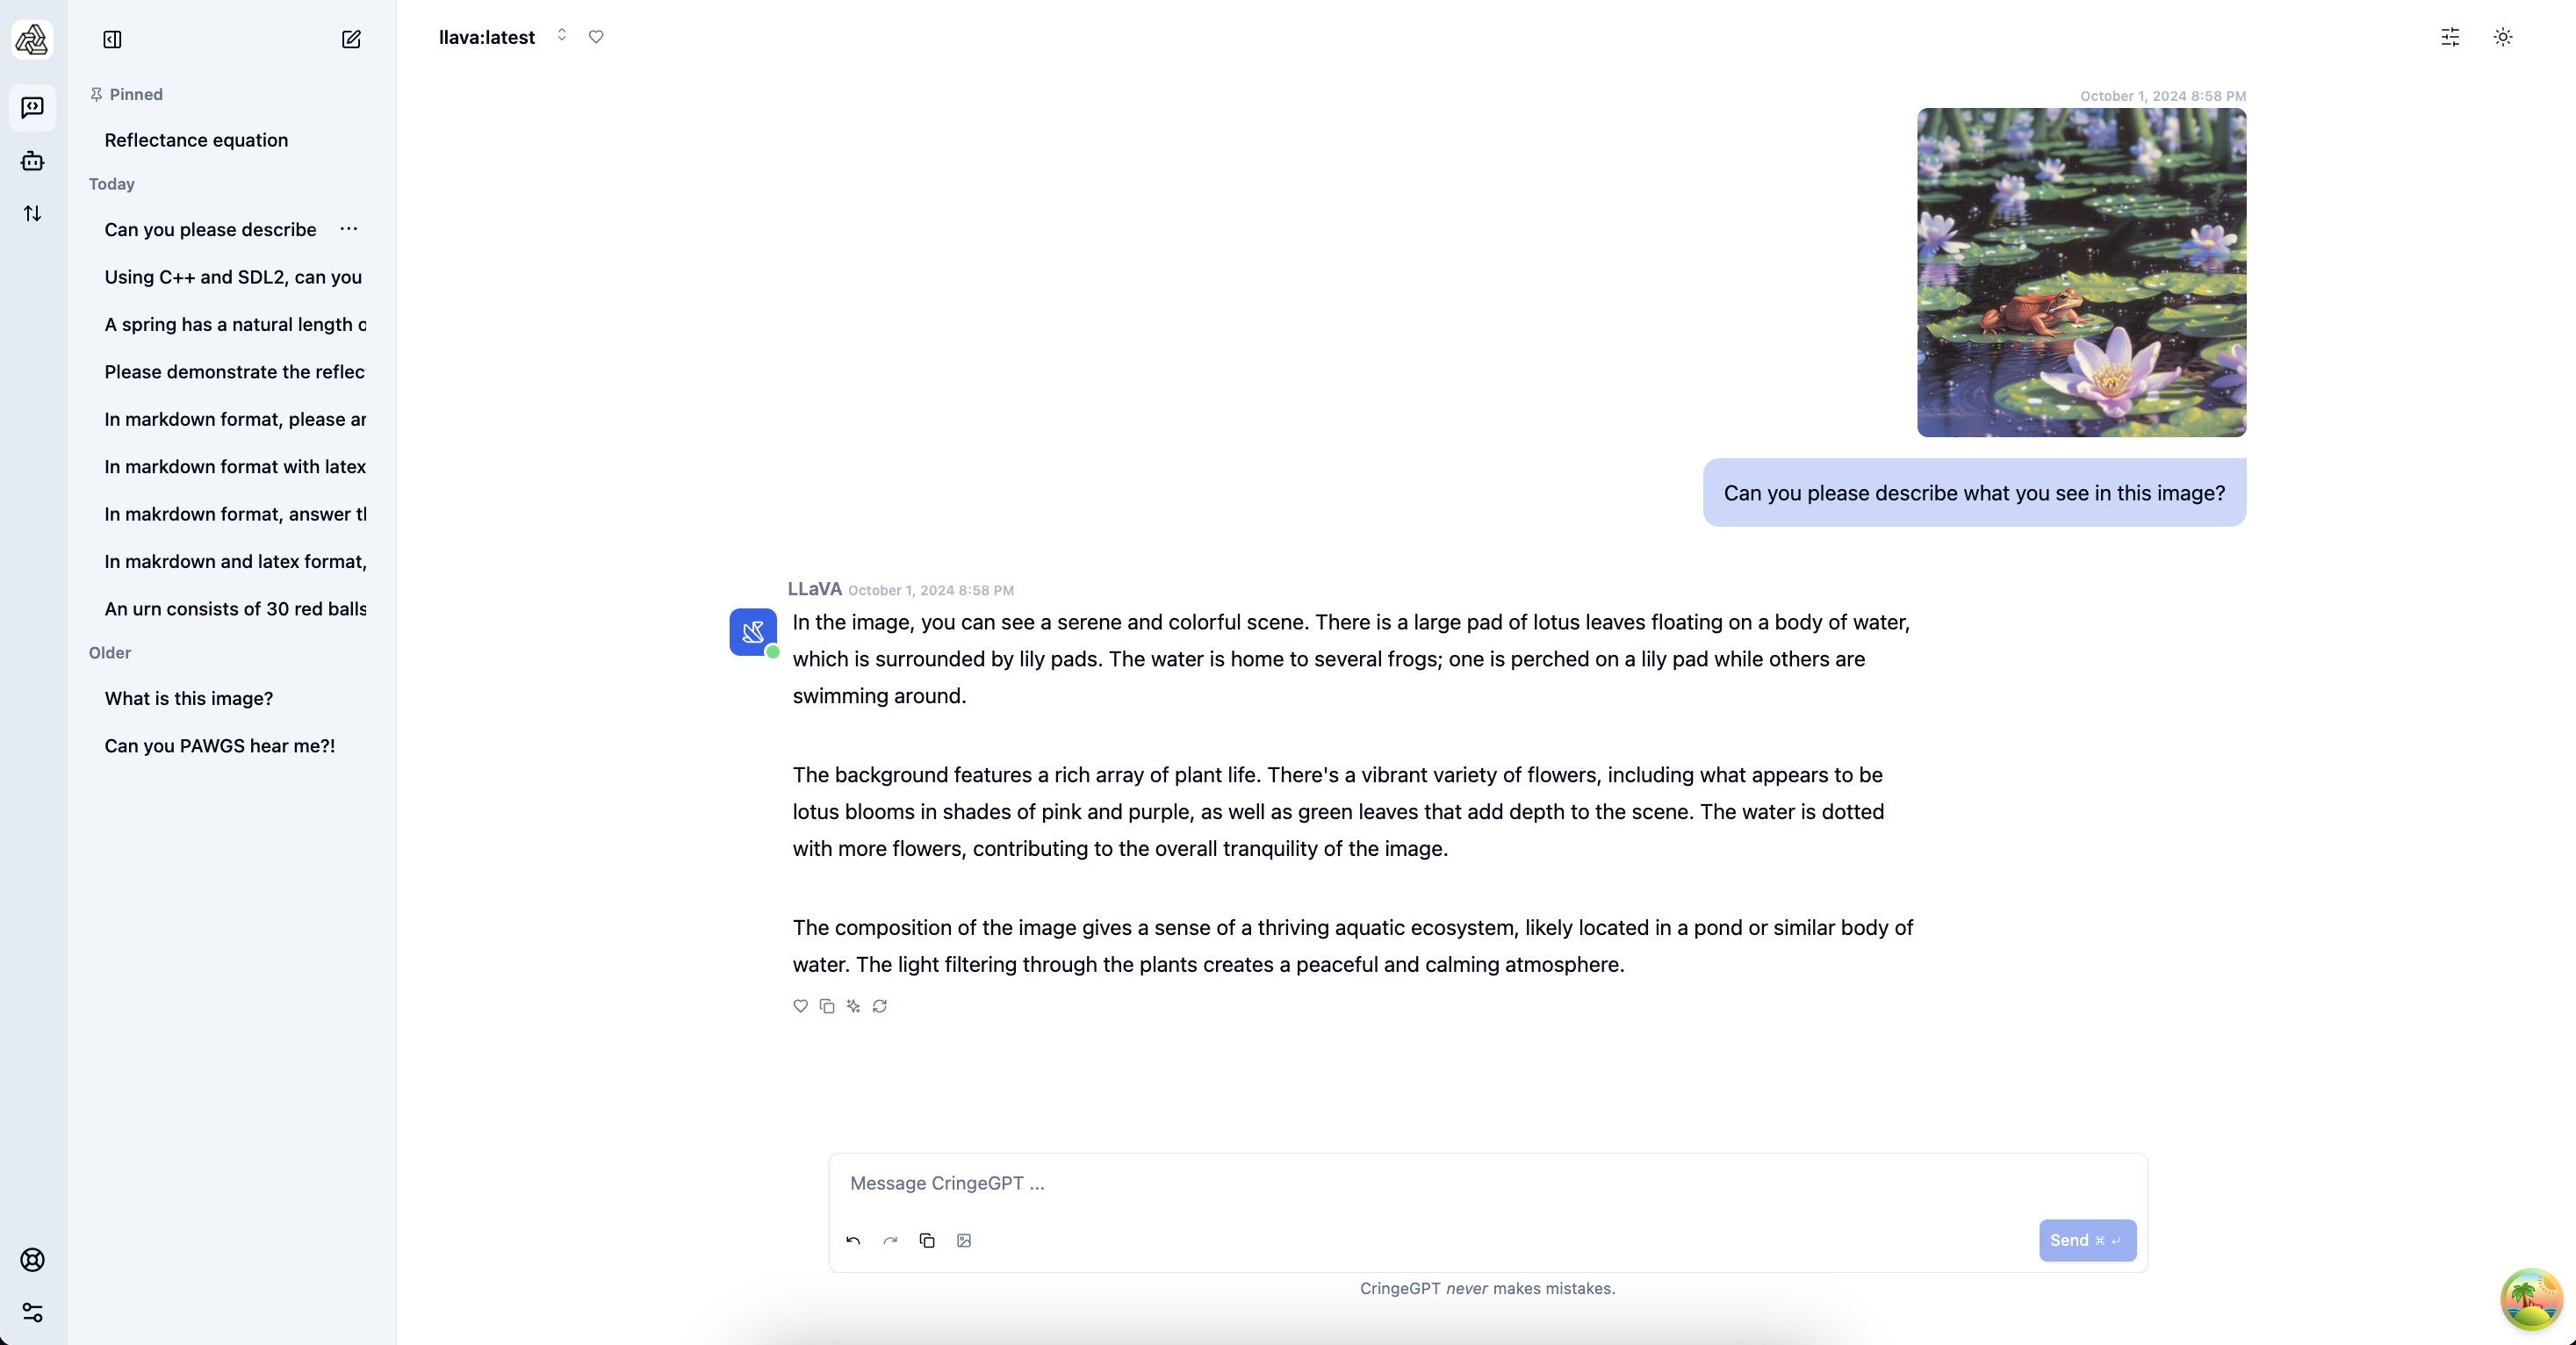 llava:latest
Pinned
Reflectance equation
Today
Can you please describe
Using C++ and SDL2, can you
A spring has a natural length o
Please demonstrate the reflec
In markdown format, please ar
In markdown format with latex
In makrdown format, answer tl
In makrdown and latex format,
An urn consists of 30 red balls
Older
What is this image?
Can you PAWGS hear me?!
October 1, 2024 8:58 PM
Can you please describe what you see in this image?
LLaVA October 1, 2024 8:58 PM
In the image, you can see a serene and colorful scene. There is a large pad of lotus leaves floating on a body of water,
which is surrounded by lily pads. The water is home to several frogs; one is perched on a lily pad while others are
swimming around.
The background features a rich array of plant life. There's a vibrant variety of flowers, including what appears to be
lotus blooms in shades of pink and purple, as well as green leaves that add depth to the scene. The water is dotted
with more flowers, contributing to the overall tranquility of the image.
The composition of the image gives a sense of a thriving aquatic ecosystem, likely located in a pond or similar body of
water. The light filtering through the plants creates a peaceful and calming atmosphere.
Message CringeGPT ...
Send ⌘ ⏎
CringeGPT never makes mistakes.